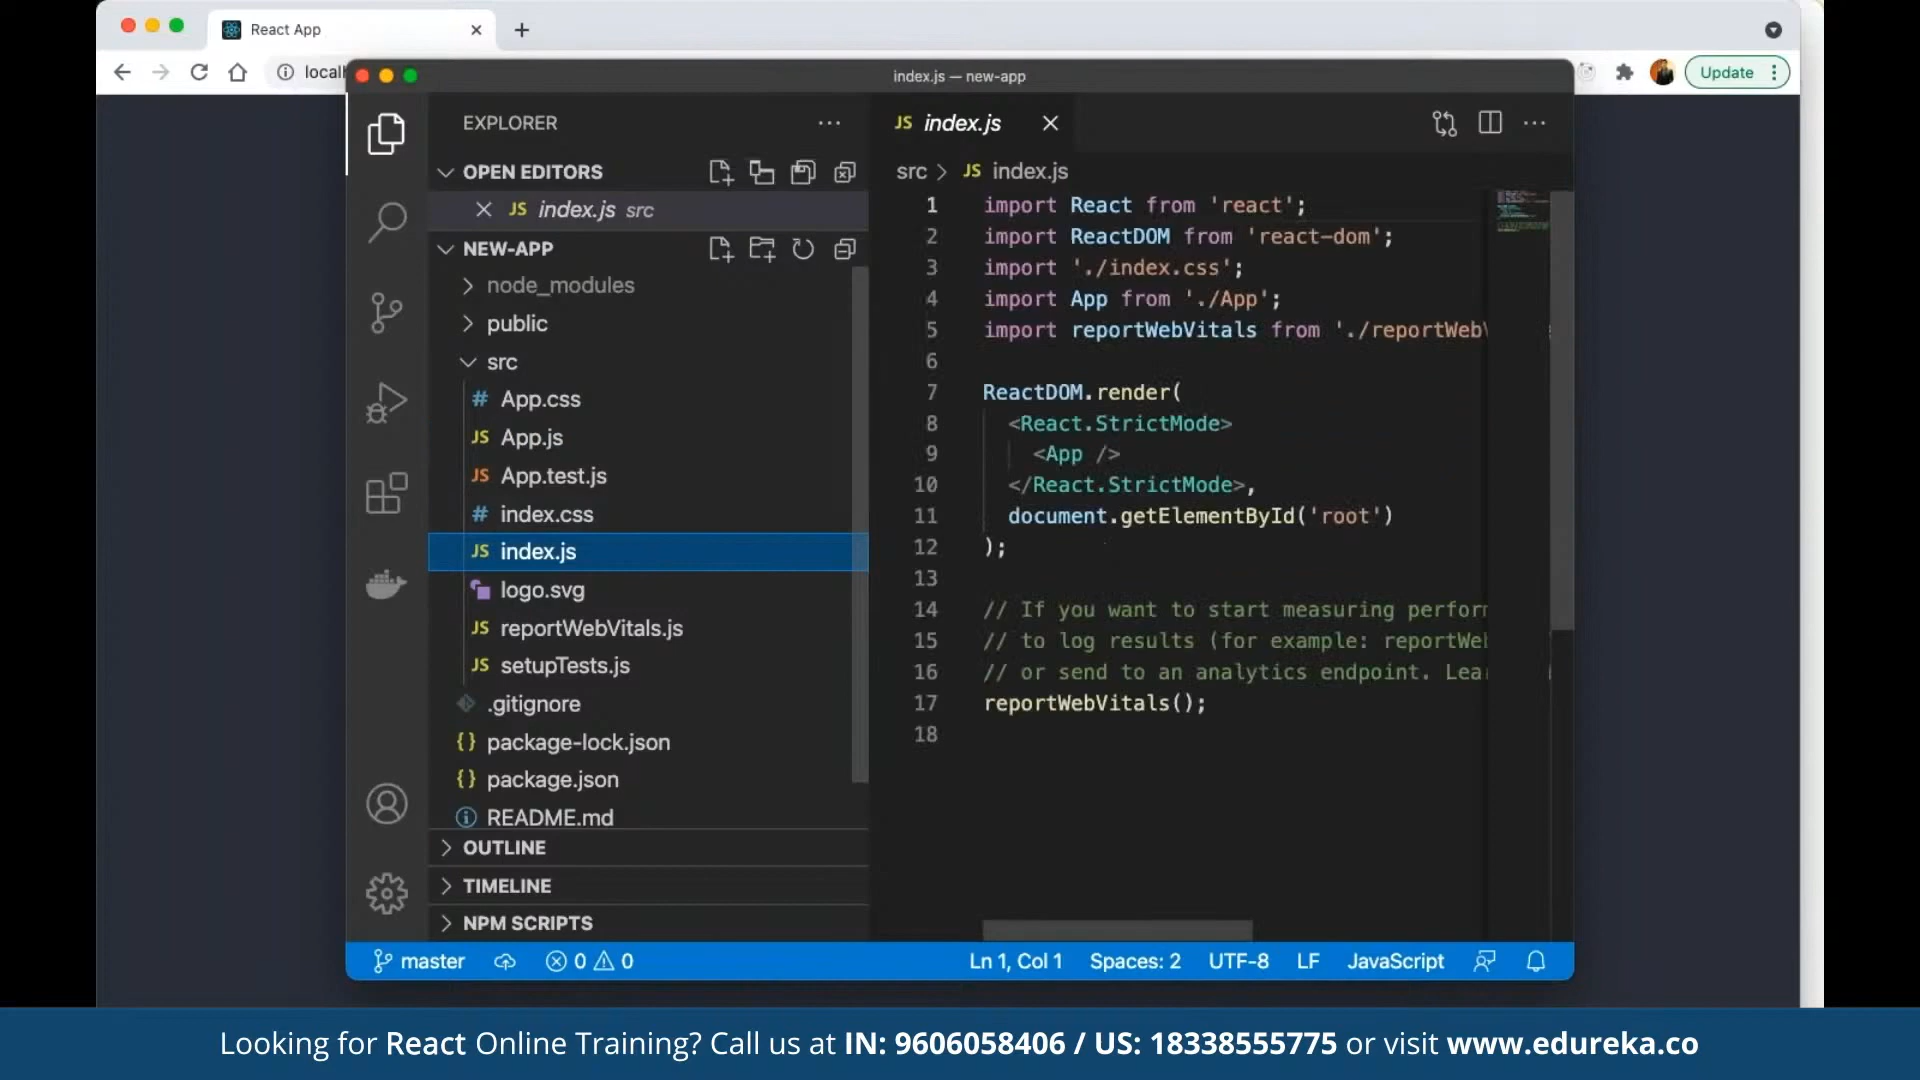 React App
Update
index.js — new-app
EXPLORER
OPEN EDITORS
JS index.js src
NEW-APP
node_modules
public
src
# App.css
JS App.js
JS App.test.js
# index.css
JS index.js
logo.svg
JS reportWebVitals.js
JS setupTests.js
.gitignore
{} package-lock.json
{} package.json
README.md
OUTLINE
TIMELINE
NPM SCRIPTS
JS index.js
src > JS index.js
1 import React from 'react';
2 import ReactDOM from 'react-dom';
3 import './index.css';
4 import App from './App';
5 import reportWebVitals from './reportWeb
6
7 ReactDOM.render(
8 <React.StrictMode>
9 <App />
10 </React.StrictMode>,
11 document.getElementById('root')
12 );
13
14 // If you want to start measuring perfor
15 // to log results (for example: reportWe
16 // or send to an analytics endpoint. Lea
17 reportWebVitals();
18
master 0 0 Ln 1, Col 1 Spaces: 2 UTF-8 LF JavaScript
Looking for React Online Training? Call us at IN: 9606058406 / US: 18338555775 or visit www.edureka.co